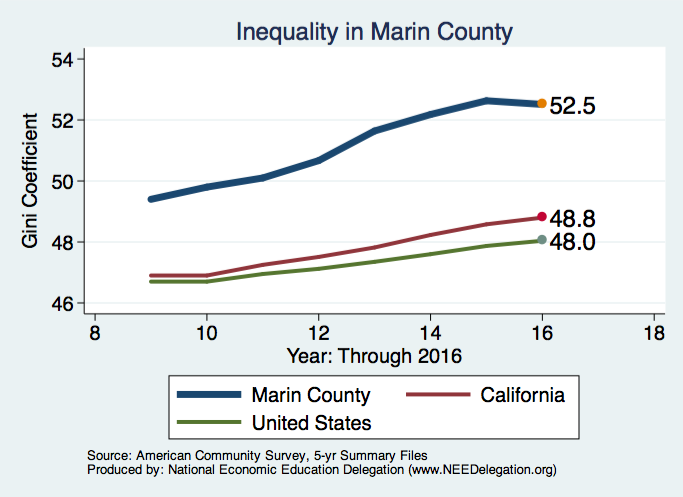 Inequality in Marin County
54
52
50
48
46
Gini Coefficient
52.5
48.8
48.0
8 10 12 14 16 18
Year: Through 2016
Marin County California
United States
Source: American Community Survey, 5-yr Summary Files
Produced by: National Economic Education Delegation (www.NEEDelegation.org)